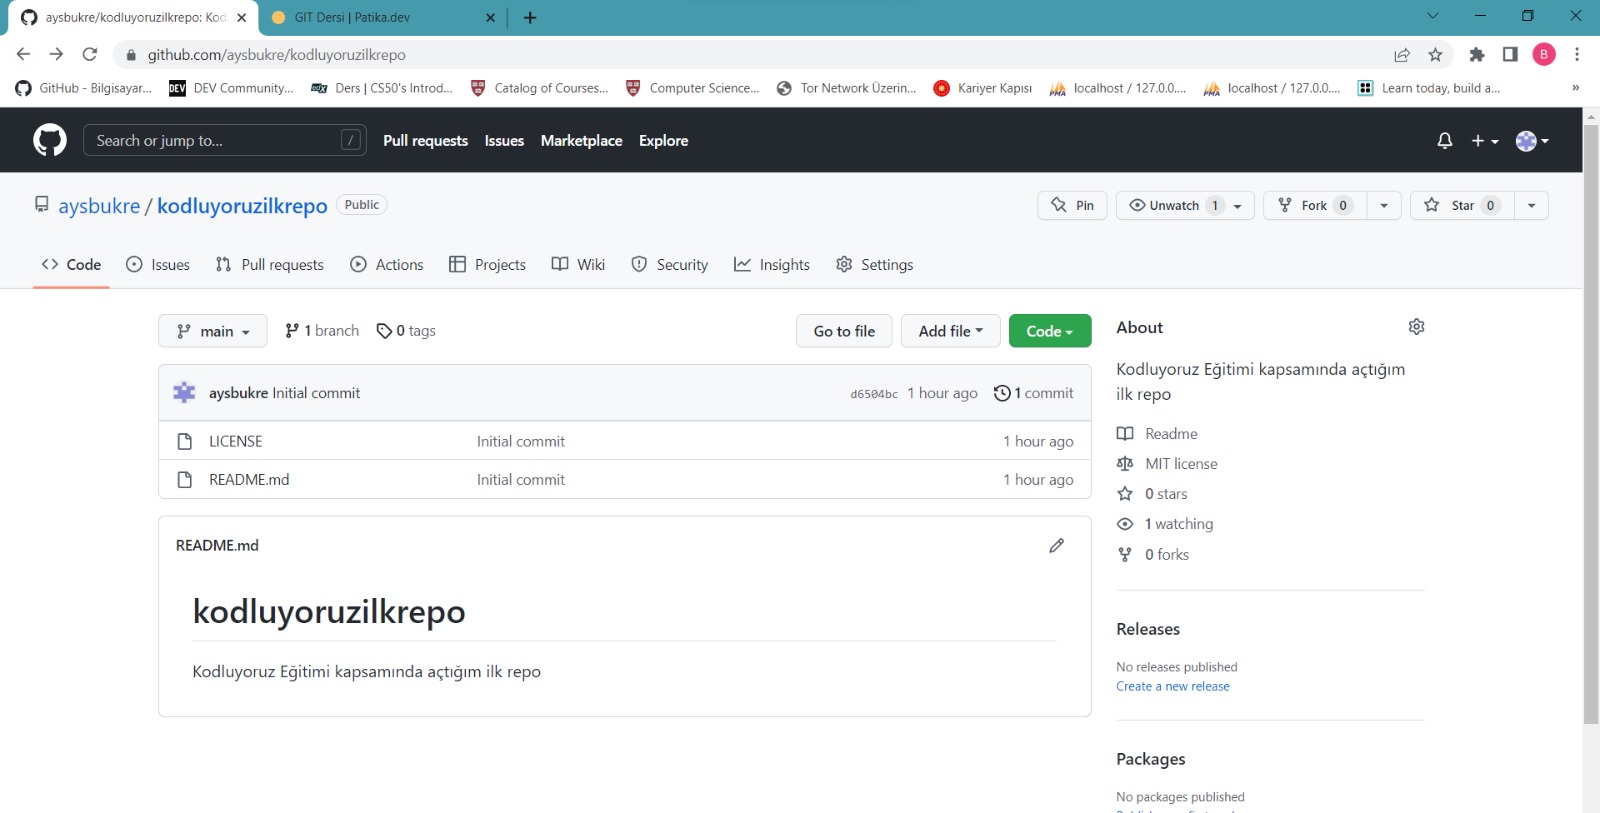 aysbukre/kodluyoruzilkrepo: Kod
GIT Dersi | Patika.dev
github.com/aysbukre/kodluyoruzilkrepo
B
GitHub - Bilgisayar...
DEV Community...
Ders | CS50's Introd...
Catalog of Courses...
Computer Science...
Tor Network Üzerin...
Kariyer Kapısı
localhost / 127.0.0....
localhost / 127.0.0....
Learn today, build a...
»
Search or jump to...
/
Pull requests
Issues
Marketplace
Explore
aysbukre / kodluyoruzilkrepo
Public
Pin
Unwatch 1
Fork 0
Star 0
Code
Issues
Pull requests
Actions
Projects
Wiki
Security
Insights
Settings
main
1 branch
0 tags
Go to file
Add file
Code
aysbukre Initial commit
d6504bc 1 hour ago
1 commit
LICENSE
Initial commit
1 hour ago
README.md
Initial commit
1 hour ago
README.md
kodluyoruzilkrepo
Kodluyoruz Eğitimi kapsamında açtığım ilk repo
About
Kodluyoruz Eğitimi kapsamında açtığım
ilk repo
Readme
MIT license
0 stars
1 watching
0 forks
Releases
No releases published
Create a new release
Packages
No packages published